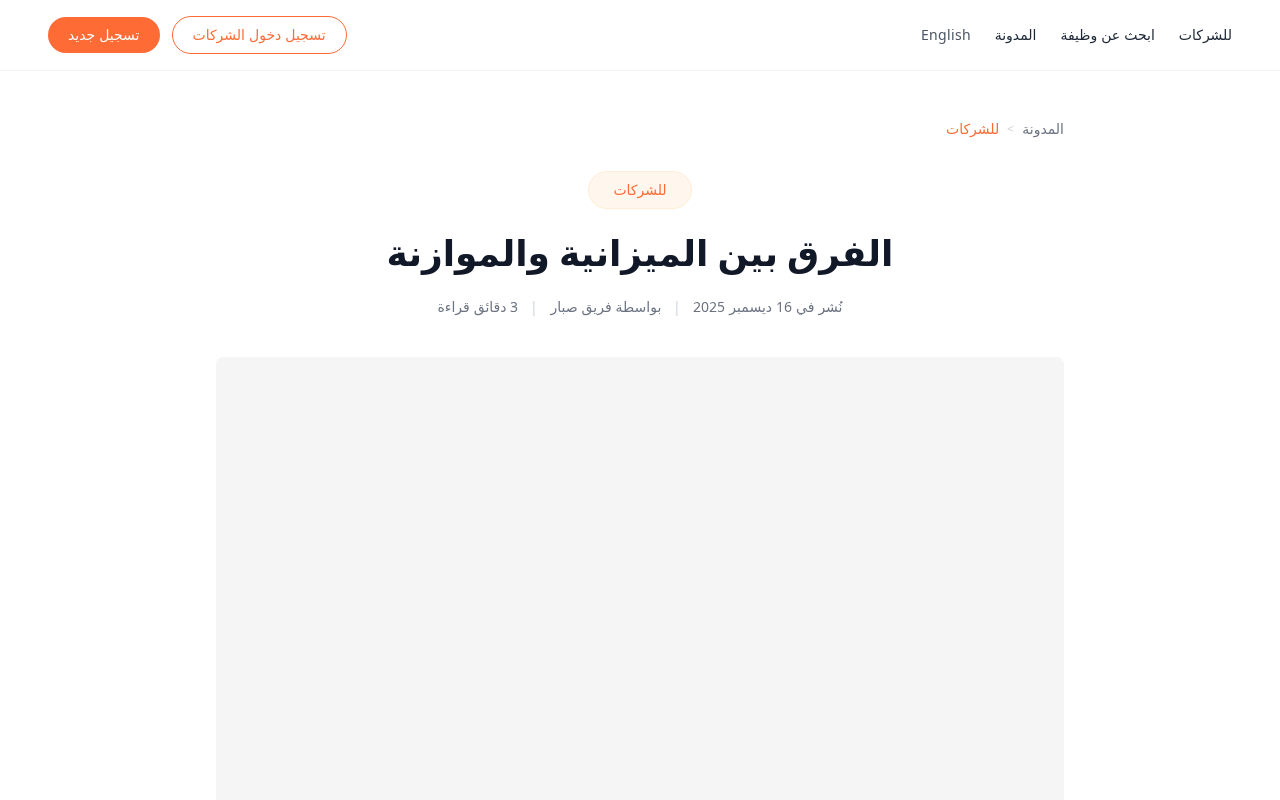 للشركات ابحث عن وظيفة المدونة English تسجيل دخول الشركات تسجيل جديد
المدونة > للشركات
للشركات
الفرق بين الميزانية والموازنة
نُشر في 16 ديسمبر 2025 | بواسطة فريق صبار | 3 دقائق قراءة